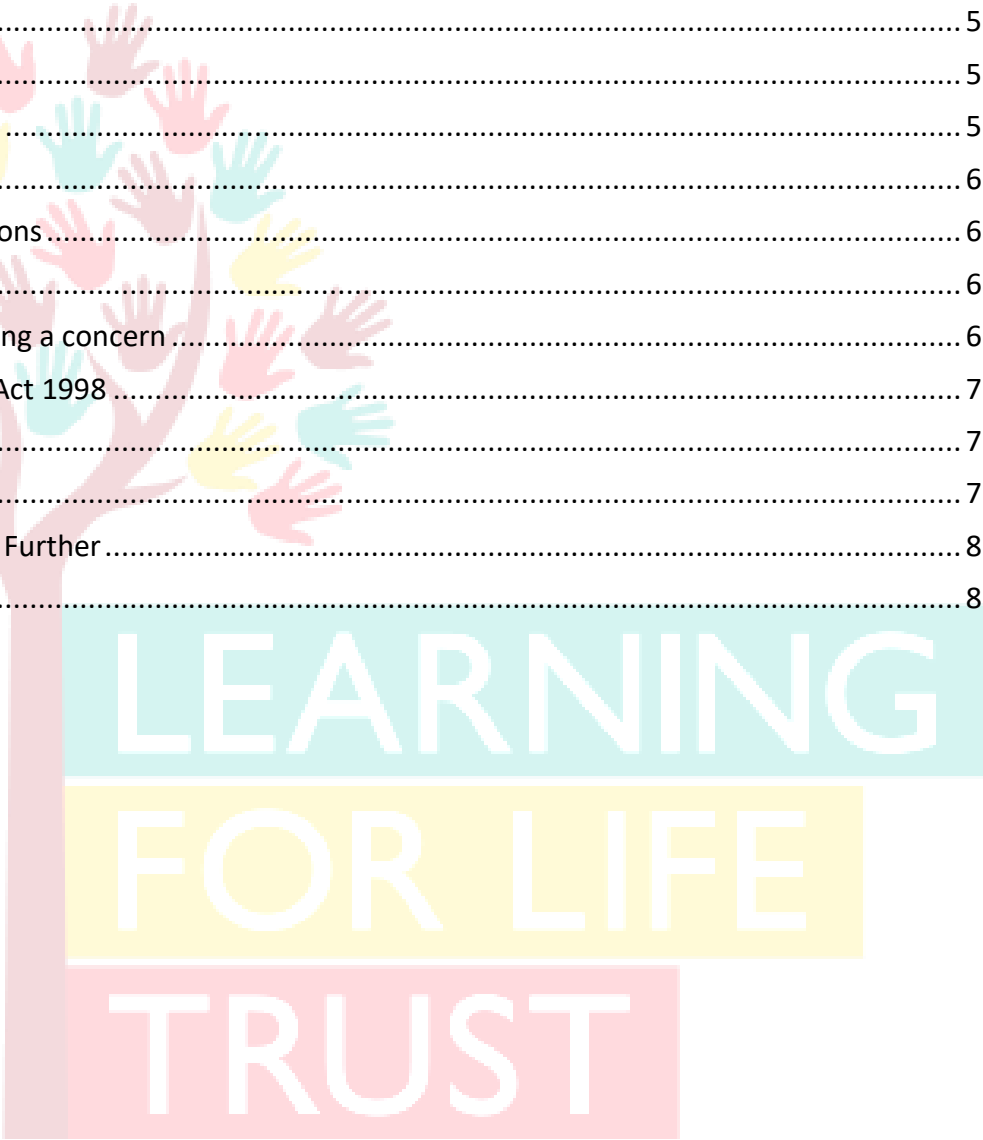 ........................................ 5
........................................ 5
........................................ 5
........................................ 6
ons ........................................ 6
........................................ 6
ng a concern ........................................ 6
Act 1998 ........................................ 7
........................................ 7
........................................ 7
Further ........................................ 8
........................................ 8
LEARNING
FOR LIFE
TRUST